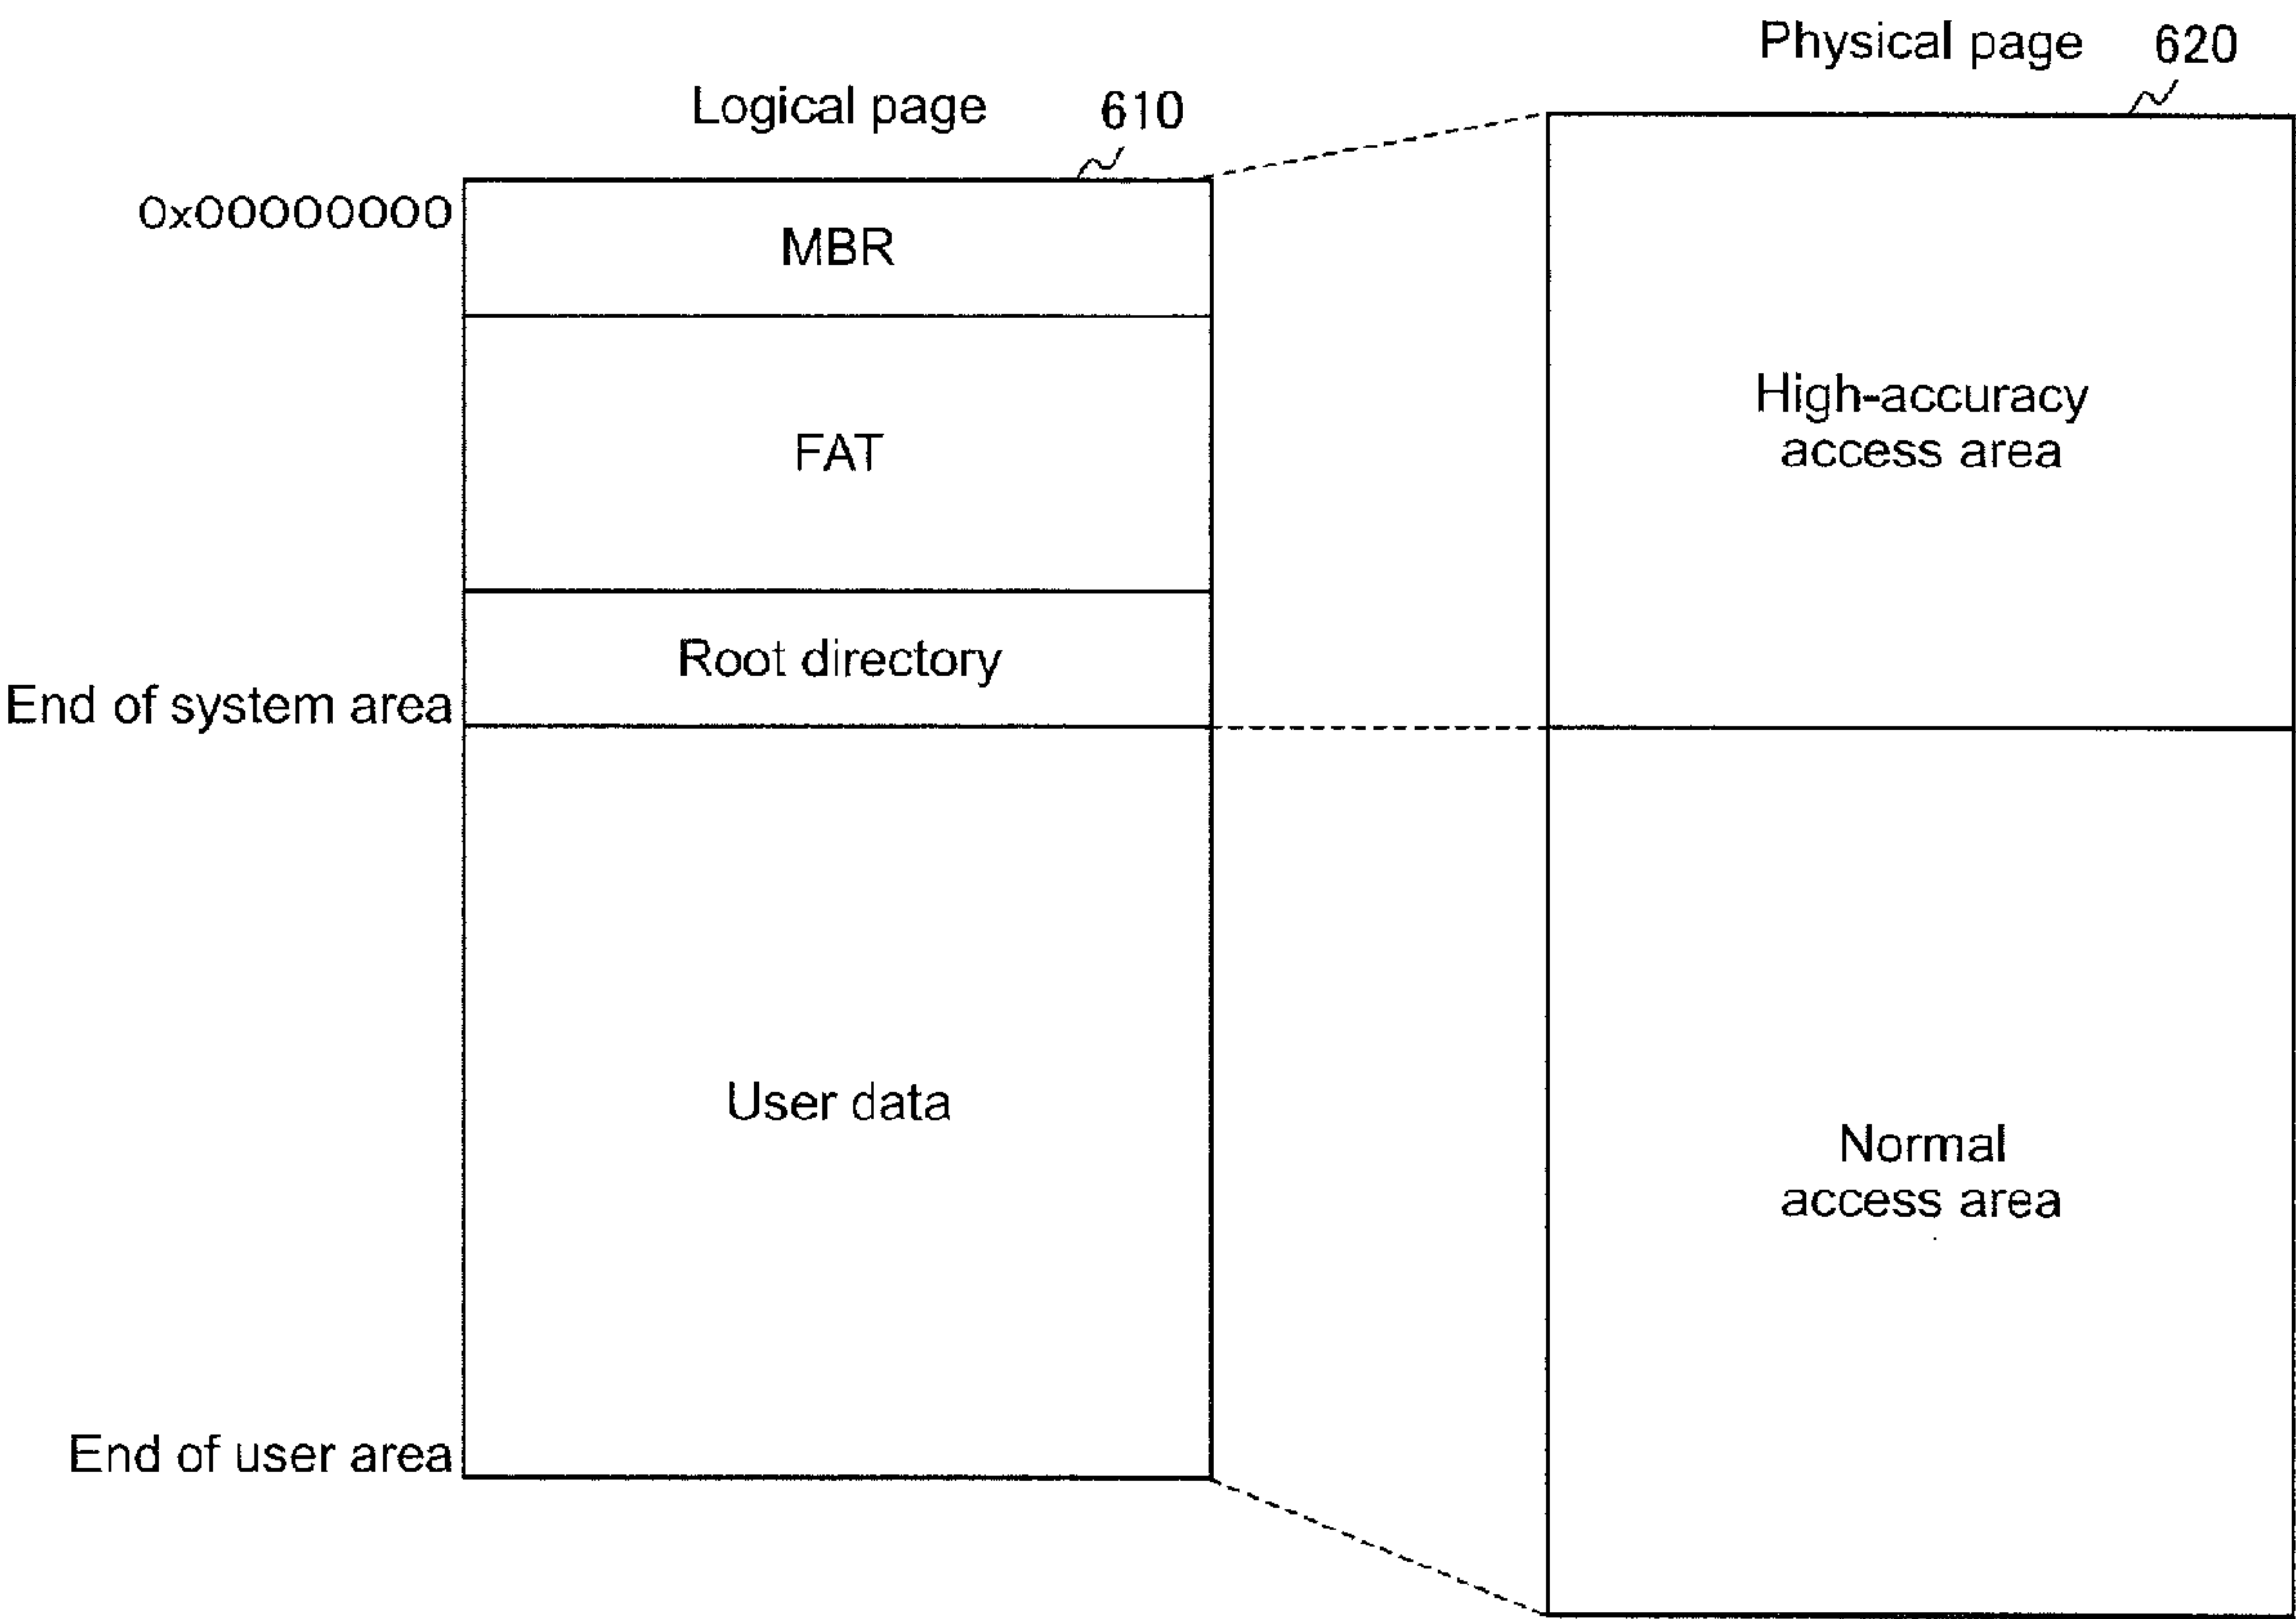 Physical page 620
Logical page 610
0x00000000
MBR
High-accuracy
access area
FAT
Root directory
End of system area
User data
Normal
access area
End of user area